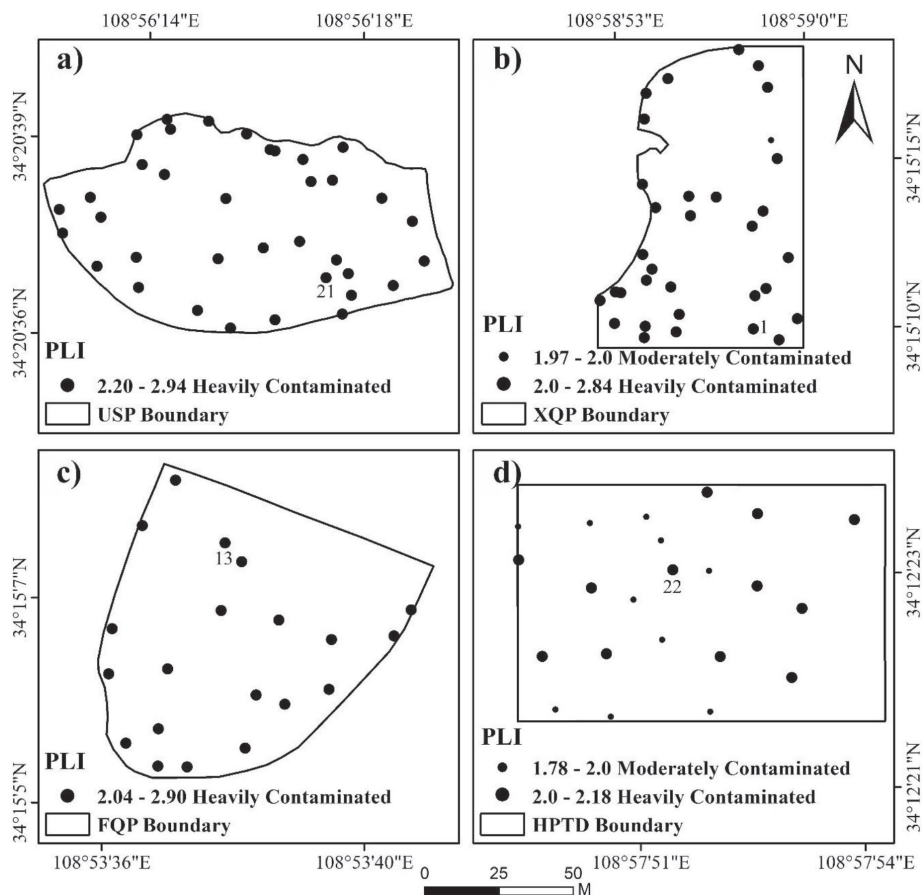 108°56'14"E 108°56'18"E
a)
34°20'39"N
34°20'36"N
21
PLI
2.20 - 2.94 Heavily Contaminated
USP Boundary
108°58'53"E 108°59'0"E
b)
N
34°15'15"N
34°15'10"N
1
PLI
1.97 - 2.0 Moderately Contaminated
2.0 - 2.84 Heavily Contaminated
XQP Boundary
c)
13
34°15'7"N
34°15'5"N
PLI
2.04 - 2.90 Heavily Contaminated
FQP Boundary
108°53'36"E 108°53'40"E
d)
22
34°12'23"N
34°12'21"N
PLI
1.78 - 2.0 Moderately Contaminated
2.0 - 2.18 Heavily Contaminated
HPTD Boundary
108°57'51"E 108°57'54"E
0 25 50
M